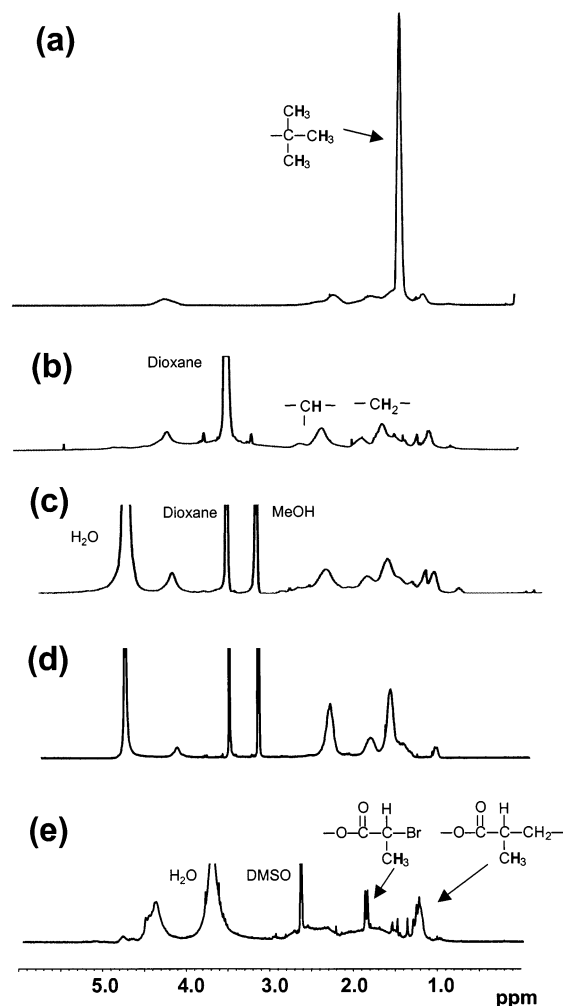 (a)
CH3
–C–CH3
CH3
(b)
Dioxane
–CH–
–CH2–
(c)
H2O
Dioxane
MeOH
(d)
(e)
O H
–O–C–C–Br
CH3
O H
–O–C–C–CH2–
CH3
H2O
DMSO
5.0 4.0 3.0 2.0 1.0
ppm